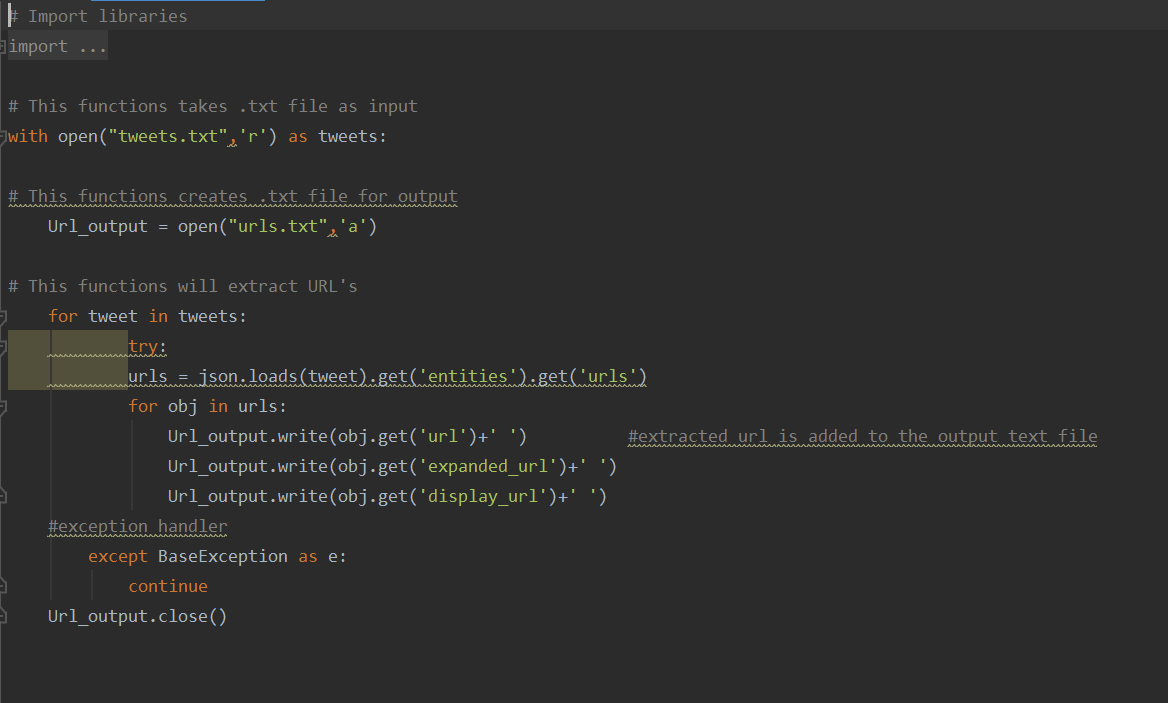 # Import libraries
import ...
# This functions takes .txt file as input
with open("tweets.txt",'r') as tweets:
# This functions creates .txt file for output
    Url_output = open("urls.txt",'a')
# This functions will extract URL's
    for tweet in tweets:
            try:
            urls = json.loads(tweet).get('entities').get('urls')
            for obj in urls:
                Url_output.write(obj.get('url')+' ')          #extracted url is added to the output text file
                Url_output.write(obj.get('expanded_url')+' ')
                Url_output.write(obj.get('display_url')+' ')
    #exception handler
        except BaseException as e:
            continue
    Url_output.close()